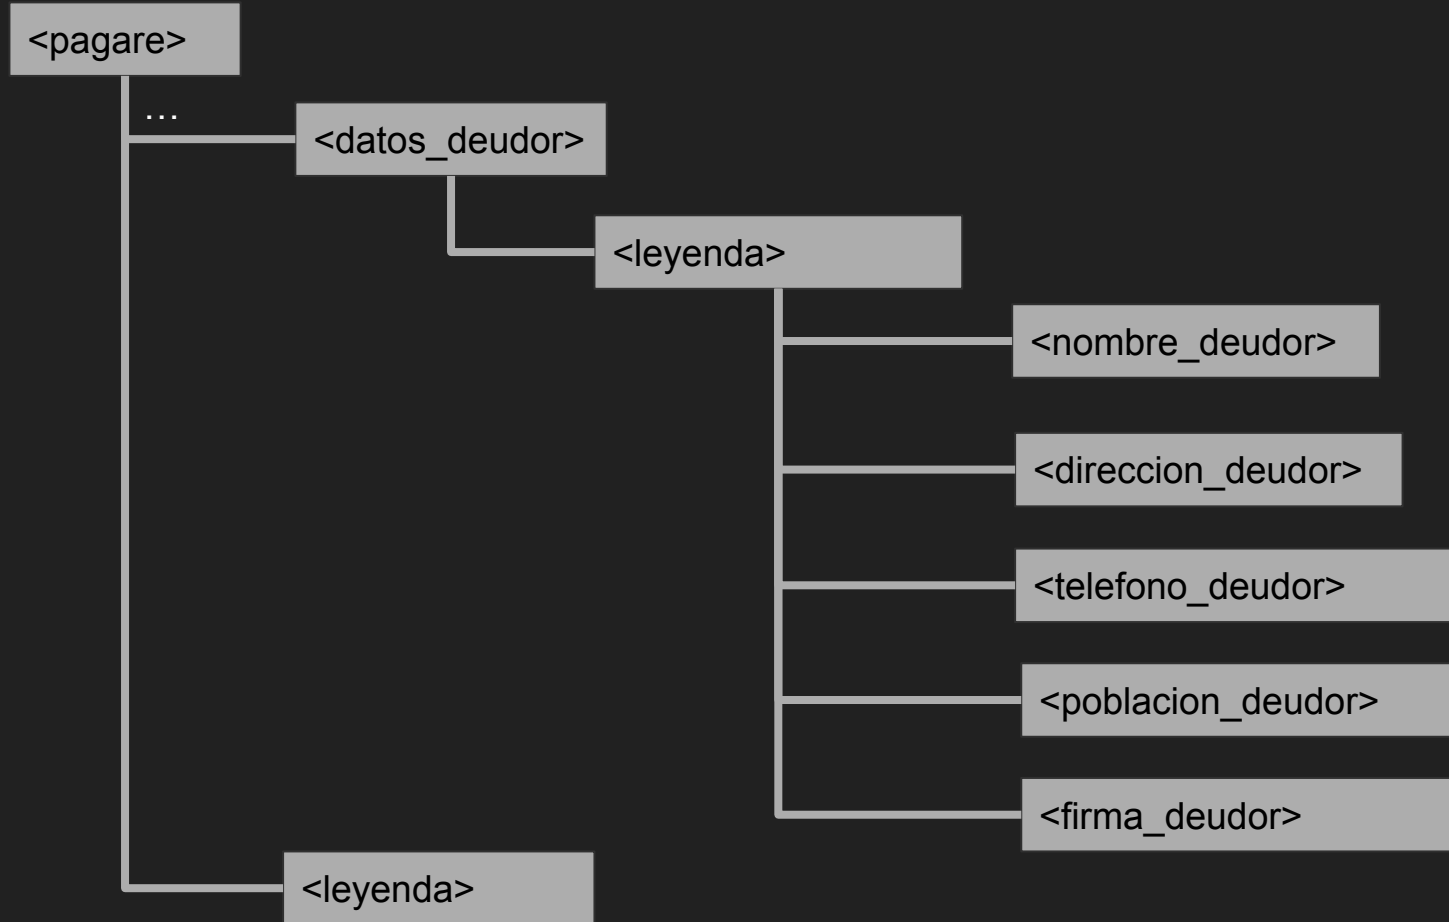 <pagare>
...
<datos_deudor>
<leyenda>
<nombre_deudor>
<direccion_deudor>
<telefono_deudor>
<poblacion_deudor>
<firma_deudor>
<leyenda>